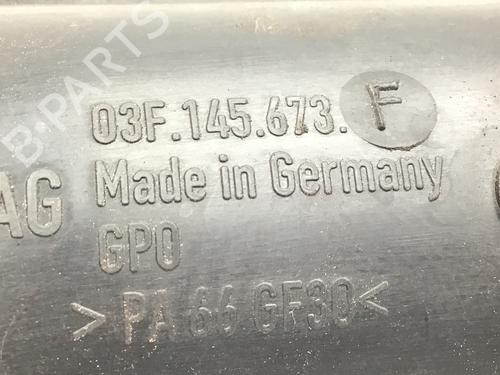 03F.145.673. F
AG Made in Germany
GPO
>PA 66 GF30<
B-PARTS